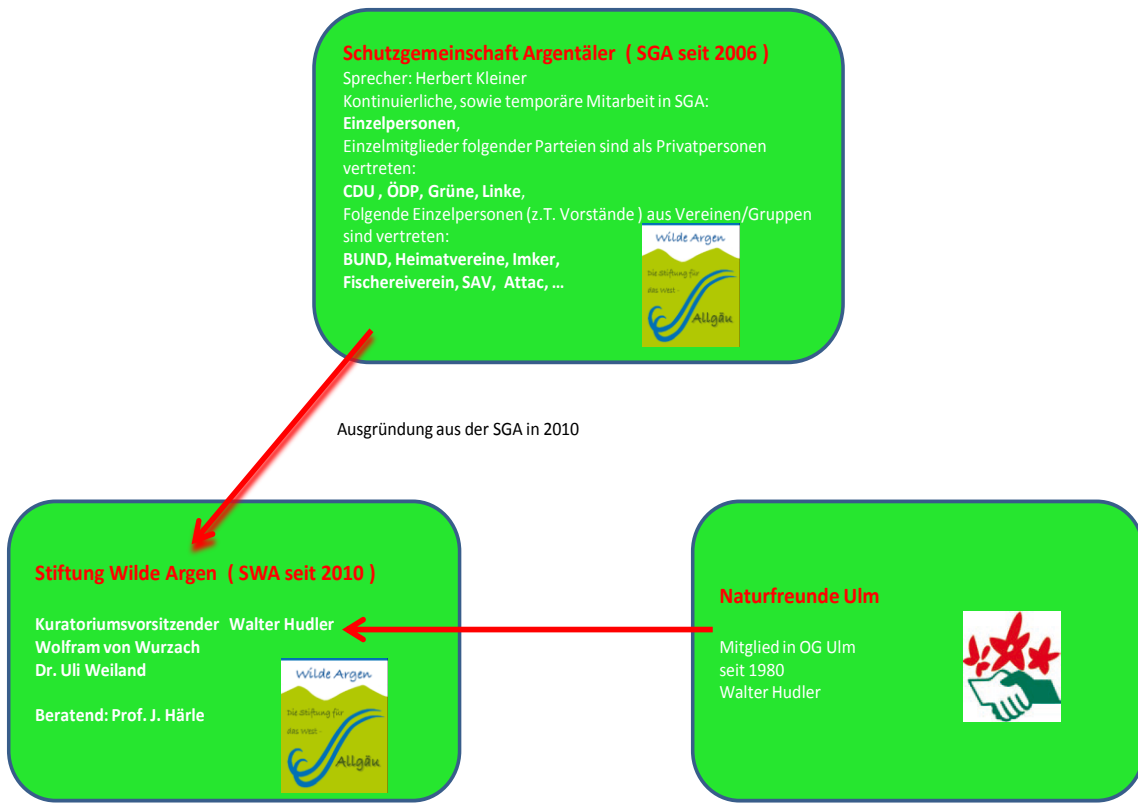 Schutzgemeinschaft Argentäler ( SGA seit 2006 )
Sprecher: Herbert Kleiner
Kontinuierliche, sowie temporäre Mitarbeit in SGA:
Einzelpersonen,
Einzelmitglieder folgender Parteien sind als Privatpersonen
vertreten:
CDU , ÖDP, Grüne, Linke,
Folgende Einzelpersonen (z.T. Vorstände ) aus Vereinen/Gruppen
sind vertreten:
BUND, Heimatvereine, Imker,
Fischereiverein, SAV, Attac, ...
Wilde Argen
Die Stiftung für
das West -
Allgäu
Ausgründung aus der SGA in 2010
Stiftung Wilde Argen ( SWA seit 2010 )
Kuratoriumsvorsitzender Walter Hudler
Wolfram von Wurzach
Dr. Uli Weiland
Beratend: Prof. J. Härle
Wilde Argen
Die Stiftung für
das West -
Allgäu
Naturfreunde Ulm
Mitglied in OG Ulm
seit 1980
Walter Hudler